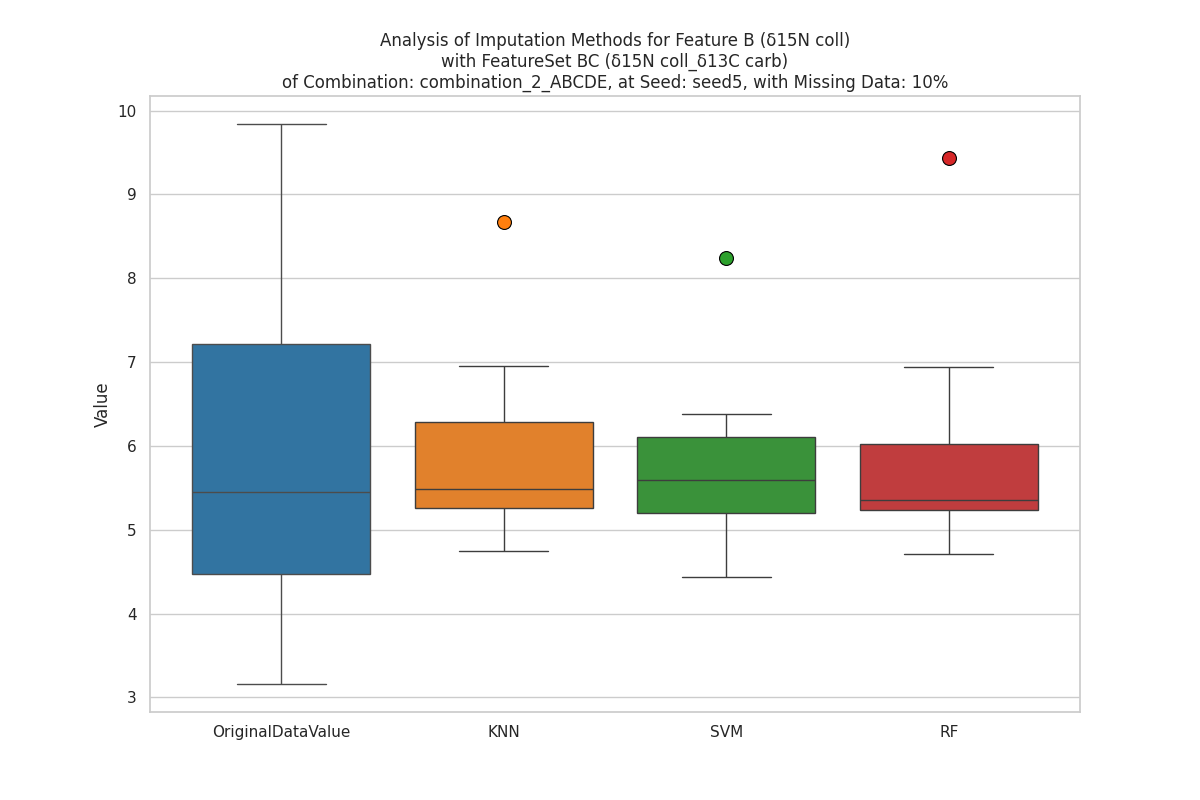 Analysis of Imputation Methods for Feature B (δ15N coll)
with FeatureSet BC (δ15N coll_δ13C carb)
of Combination: combination_2_ABCDE, at Seed: seed5, with Missing Data: 10%
10
9
8
7
6
5
4
3
Value
OriginalDataValue KNN SVM RF